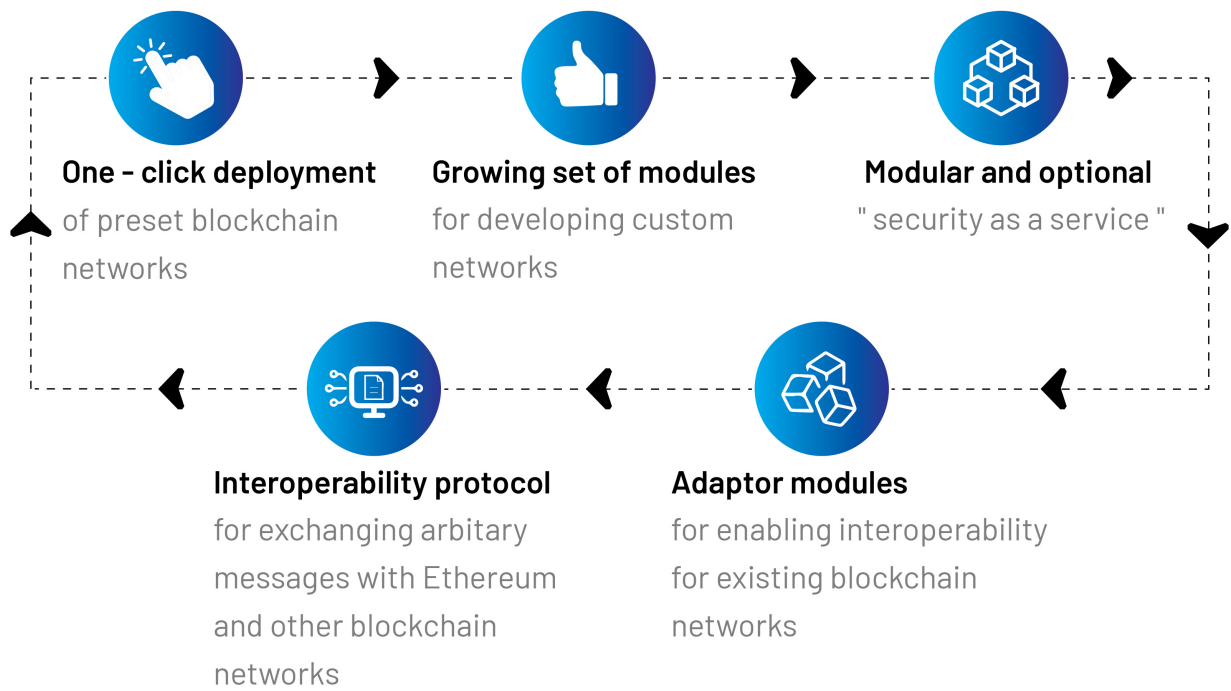 One - click deployment
of preset blockchain
networks
Growing set of modules
for developing custom
networks
Modular and optional
" security as a service "
Interoperability protocol
for exchanging arbitary
messages with Ethereum
and other blockchain
networks
Adaptor modules
for enabling interoperability
for existing blockchain
networks